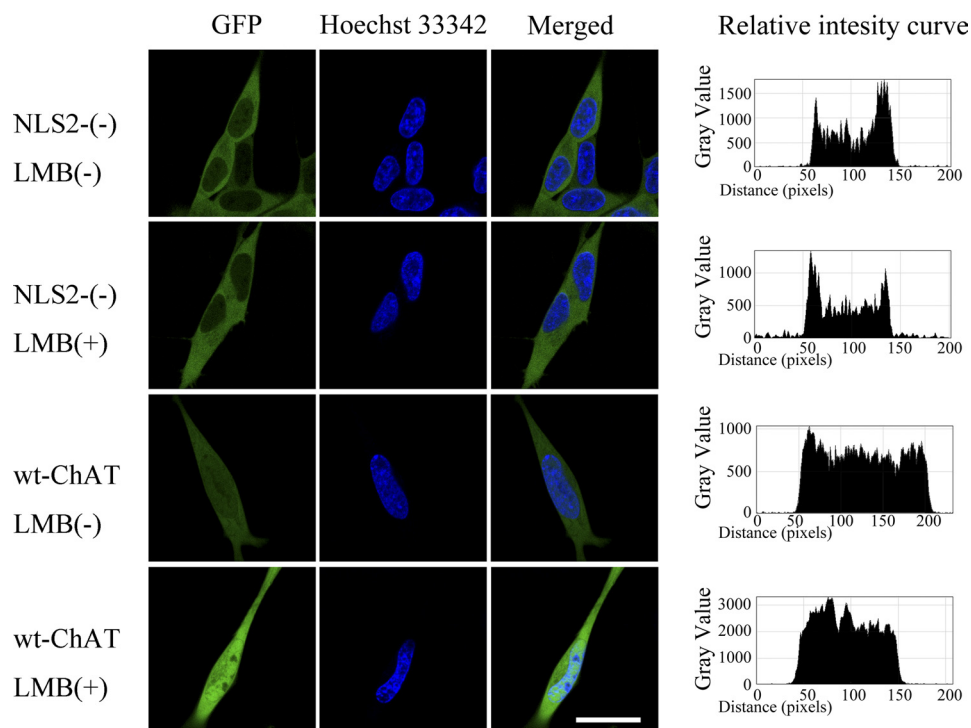 GFP Hoechst 33342 Merged Relative intesity curve
NLS2-(-)
LMB(-)
Gray Value
1500
1000
500
0
0 50 100 150 200
Distance (pixels)
NLS2-(-)
LMB(+)
Gray Value
1000
500
0
0 50 100 150 200
Distance (pixels)
wt-ChAT
LMB(-)
Gray Value
1000
500
0
0 50 100 150 200
Distance (pixels)
wt-ChAT
LMB(+)
Gray Value
3000
2000
1000
0
0 50 100 150 200
Distance (pixels)